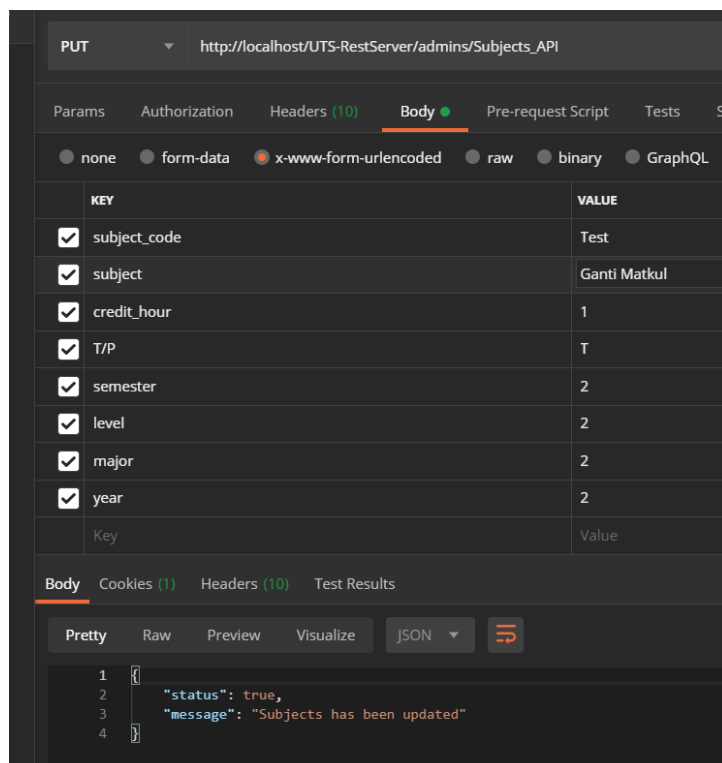 PUT http://localhost/UTS-RestServer/admins/Subjects_API
Params Authorization Headers (10) Body Pre-request Script Tests S
none form-data x-www-form-urlencoded raw binary GraphQL
KEY VALUE
subject_code Test
subject Ganti Matkul
credit_hour 1
T/P T
semester 2
level 2
major 2
year 2
Key Value
Body Cookies (1) Headers (10) Test Results
Pretty Raw Preview Visualize JSON
1 {
2 "status": true,
3 "message": "Subjects has been updated"
4 }